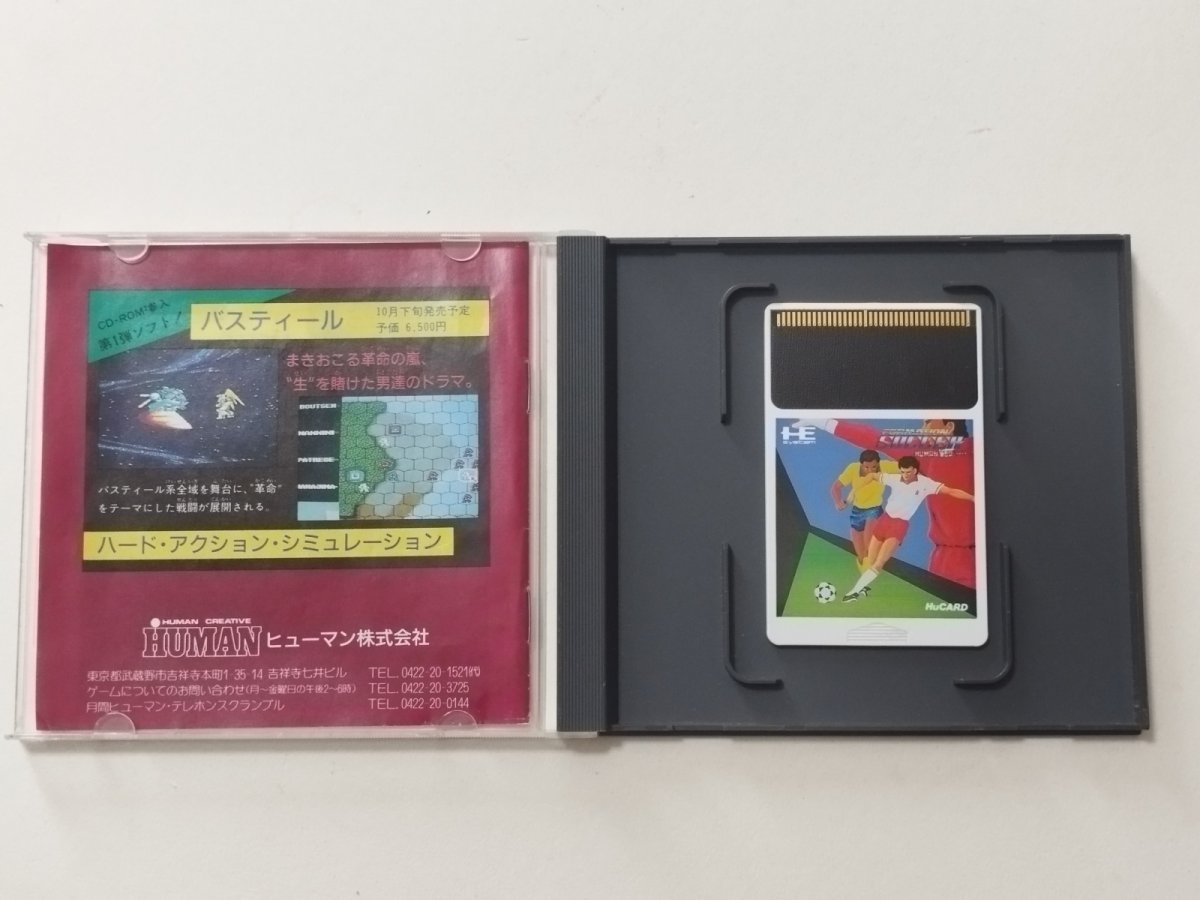 CD-ROM²参入
第1弾ソフト!
バスティール
10月下旬発売予定
予価 6,500円
まきおこる革命の嵐、
"生"を賭けた男達のドラマ。
NANNINI
バスティール系全域を舞台に、"革命"
をテーマにした戦闘が展開される。
ハード・アクション・シミュレーション
HUMAN CREATIVE
HUMAN ヒューマン株式会社
東京都武蔵野市吉祥寺本町1-35-14 吉祥寺七井ビル TEL.0422-20-1521(代)
ゲームについてのお問い合わせ(月~金曜日の午後2~6時) TEL.0422-20-3725
月間ヒューマン・テレホンスクランブル TEL.0422-20-0144
HE
SYSTEM
FORMATION
SOCCER
HuCARD